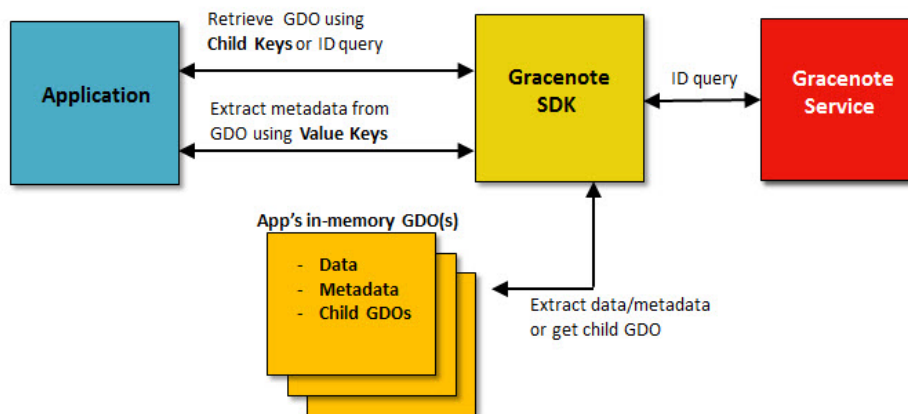 Retrieve GDO using
Child Keys or ID query
Application
Extract metadata from
GDO using Value Keys
Gracenote
SDK
ID query
Gracenote
Service
App's in-memory GDO(s)
- Data
- Metadata
- Child GDOs
Extract data/metadata
or get child GDO